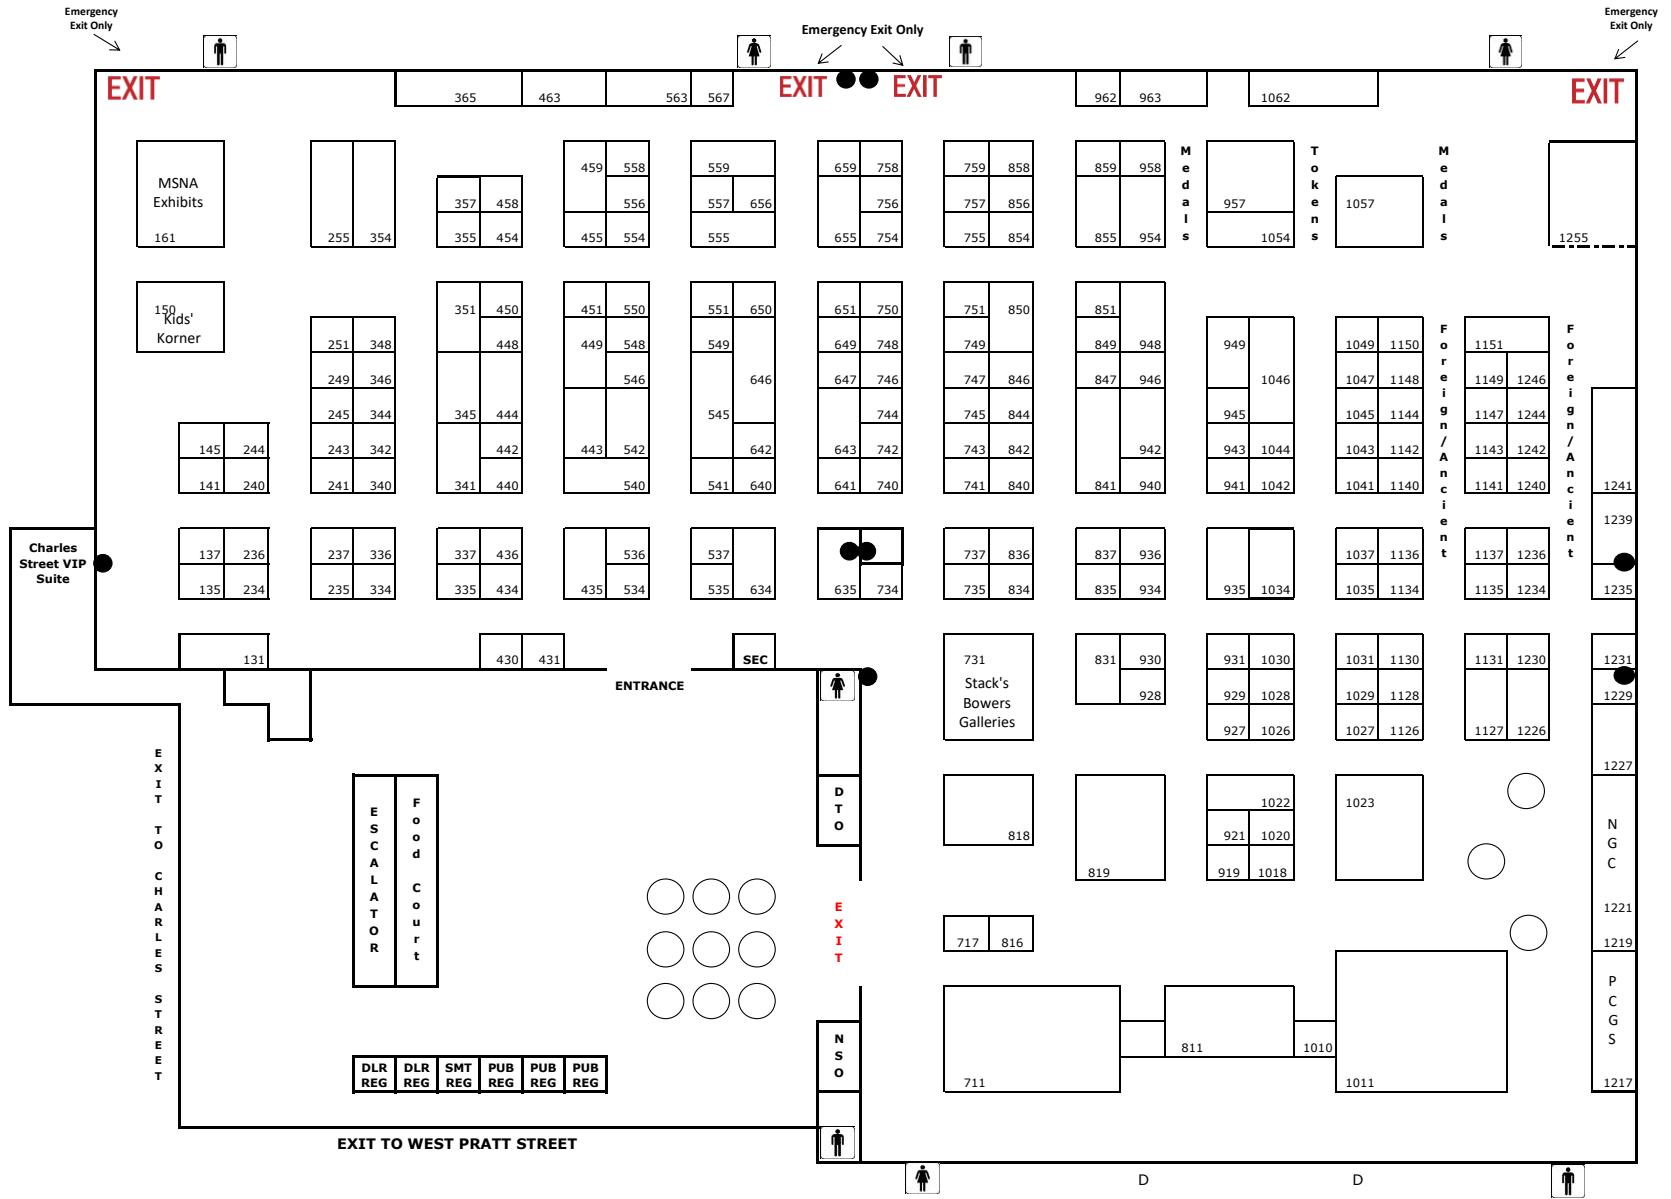 Emergency
Exit Only
Emergency Exit Only
Emergency
Exit Only
EXIT
EXIT
EXIT
EXIT
365 463 563 567
962 963 1062
MSNA
Exhibits
161
459 558 559 659 758 759 858 859 958
357 458 556 557 656 756 757 856 957 1057
255 354 355 454 455 554 555 655 754 755 854 855 954 1054 1255
Medals
Tokens
Medals
150
Kids'
Korner
351 450 451 550 551 650 651 750 751 850 851
251 348 448 449 548 549 649 748 749 849 948 949 1049 1150 1151
249 346 546 646 647 746 747 846 847 946 1046 1047 1148 1149 1246
245 344 345 444 545 744 745 844 945 1045 1144 1147 1244
145 244 243 342 442 443 542 642 643 742 743 842 942 943 1044 1043 1142 1143 1242
141 240 241 340 341 440 540 541 640 641 740 741 840 841 940 941 1042 1041 1140 1141 1240 1241
Foreign/Ancient
Foreign/Ancient
1239
Charles
Street VIP
Suite
137 236 237 336 337 436 536 537 737 836 837 936 1037 1136 1137 1236
135 234 235 334 335 434 435 534 535 634 635 734 735 834 835 934 935 1034 1035 1134 1135 1234 1235
131 430 431 SEC 731 831 930 931 1030 1031 1130 1131 1230 1231
ENTRANCE
Stack's
Bowers
Galleries
928 929 1028 1029 1128 1229
927 1026 1027 1126 1127 1226
1227
EXIT TO CHARLES STREET
ESCALATOR
Food Court
DTO
818 819
1022 1023
921 1020
919 1018
NGC
1221
1219
EXIT
717 816
PCGS
NSO
711 811 1010 1011 1217
DLR
REG
DLR
REG
SMT
REG
PUB
REG
PUB
REG
PUB
REG
EXIT TO WEST PRATT STREET
D D